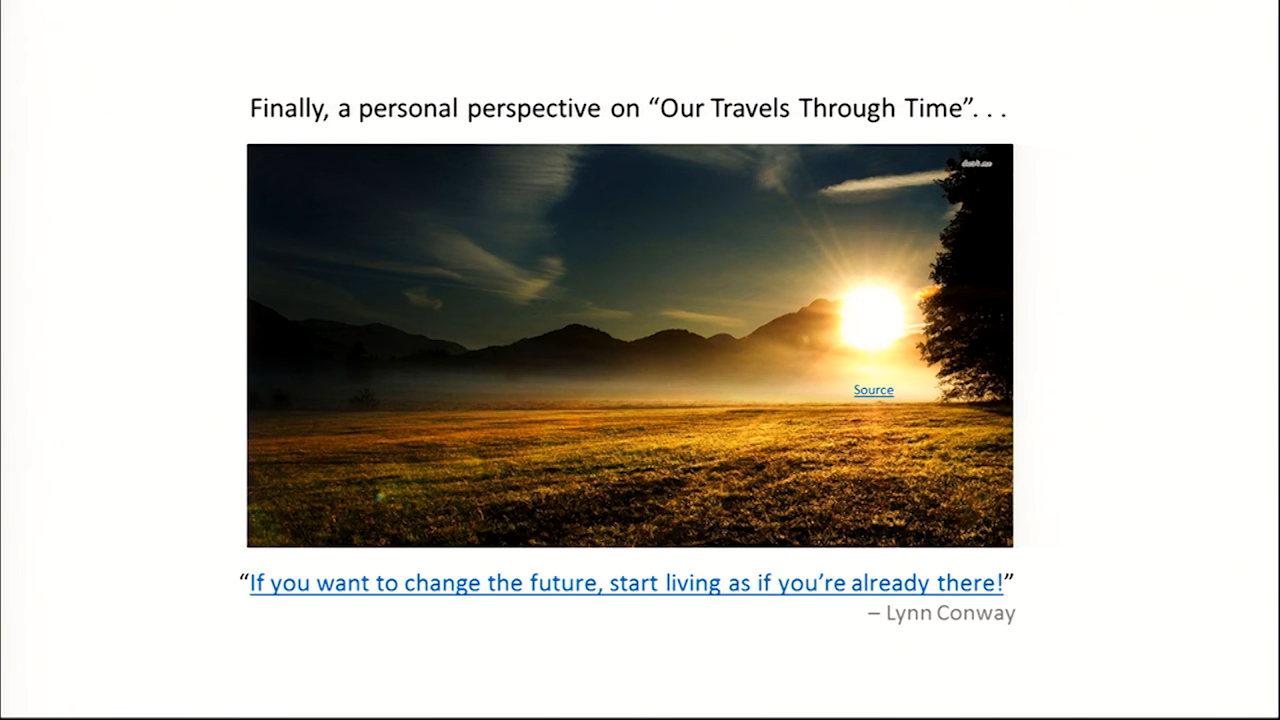 Finally, a personal perspective on “Our Travels Through Time”. . .
Source
“If you want to change the future, start living as if you’re already there!”
– Lynn Conway